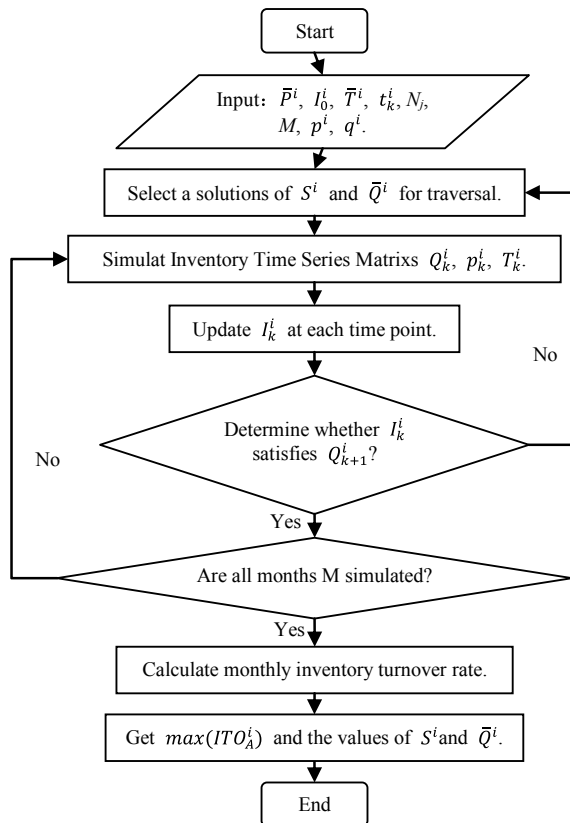 Start
Input： P̄ⁱ, I₀ⁱ, T̄ⁱ, tₖⁱ, Nⱼ,
M, pⁱ, qⁱ.
Select a solutions of Sⁱ and Q̄ⁱ for traversal.
Simulat Inventory Time Series Matrixs Qₖⁱ, pₖⁱ, Tₖⁱ.
Update Iₖⁱ at each time point.
No
Determine whether Iₖⁱ
satisfies Qₖ₊₁ⁱ?
No
Yes
Are all months M simulated?
Yes
Calculate monthly inventory turnover rate.
Get max(ITO_Aⁱ) and the values of Sⁱand Q̄ⁱ.
End